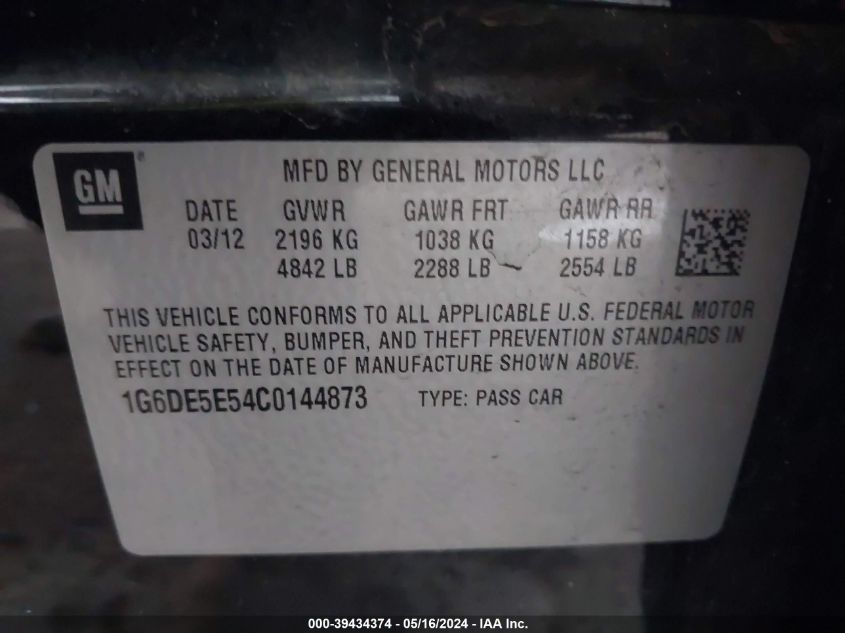 GM ®
MFD BY GENERAL MOTORS LLC
DATE GVWR GAWR FRT GAWR RR
03/12 2196 KG 1038 KG 1158 KG
4842 LB 2288 LB 2554 LB
THIS VEHICLE CONFORMS TO ALL APPLICABLE U.S. FEDERAL MOTOR
VEHICLE SAFETY, BUMPER, AND THEFT PREVENTION STANDARDS IN
EFFECT ON THE DATE OF MANUFACTURE SHOWN ABOVE.
1G6DE5E54C0144873 TYPE: PASS CAR
000-39434374 - 05/16/2024 - IAA Inc.